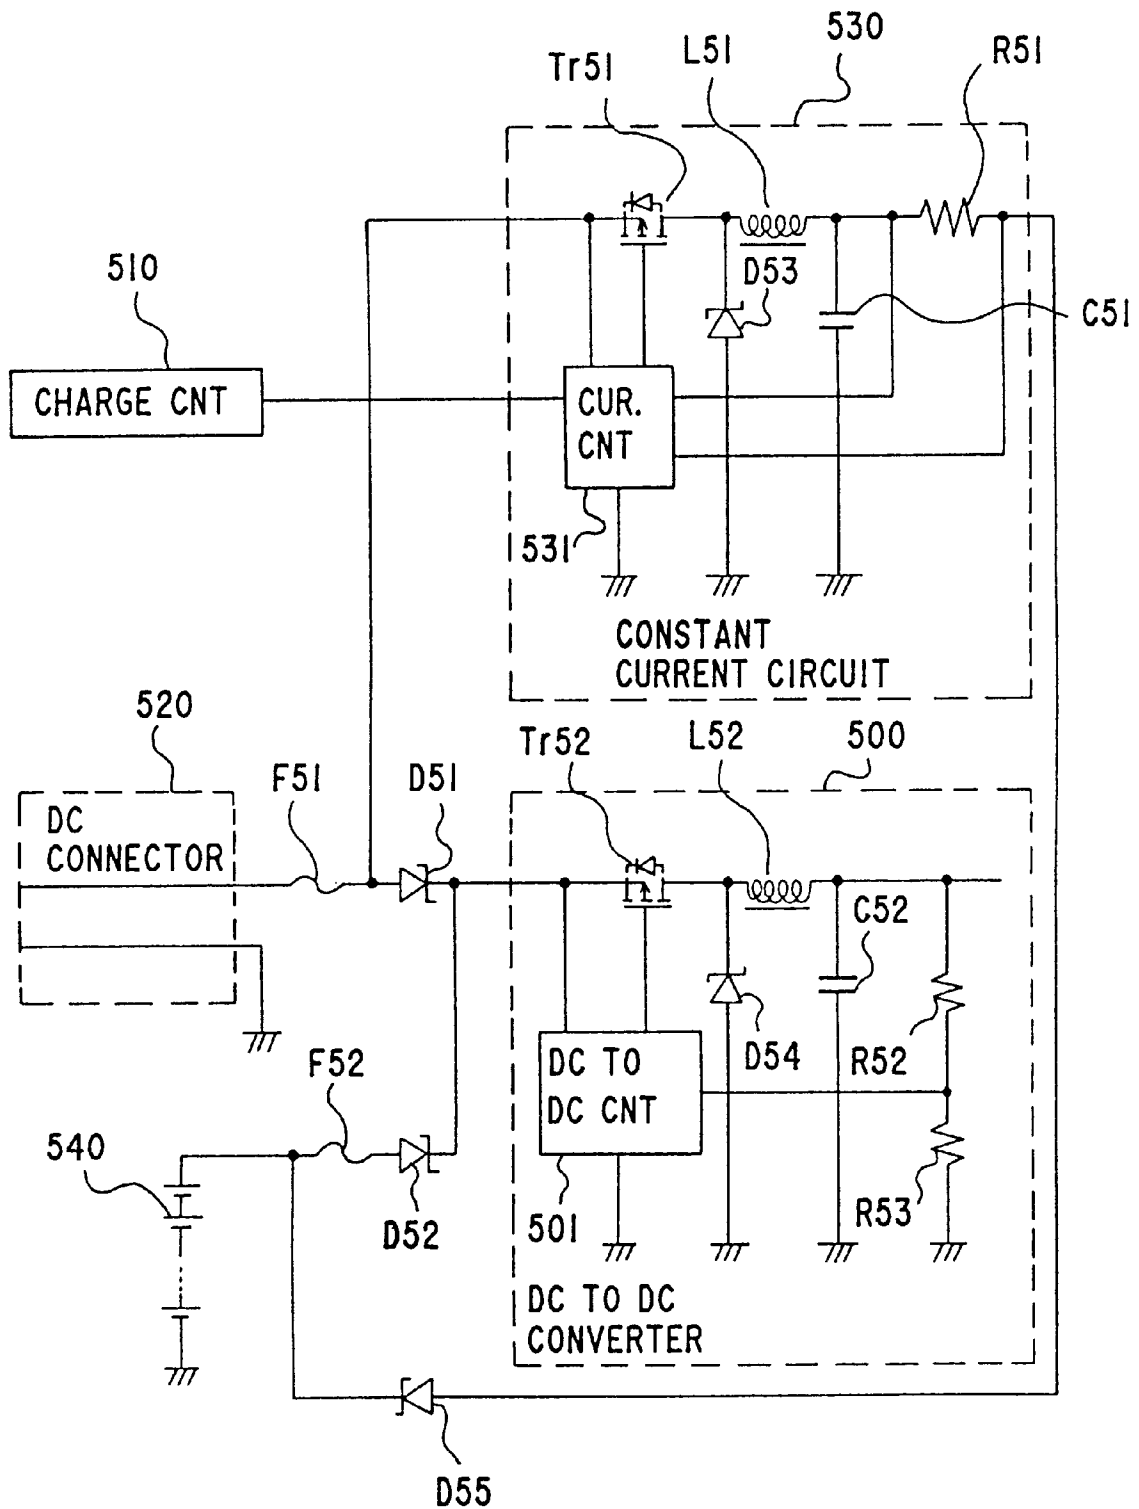 530
Tr51
L51
R51
510
D53
C51
CHARGE CNT
CUR.
CNT
531
CONSTANT
CURRENT CIRCUIT
520
Tr52
L52
500
F51
D51
DC
CONNECTOR
C52
F52
DC TO
DC CNT
D54
R52
540
D52
501
R53
DC TO DC
CONVERTER
D55